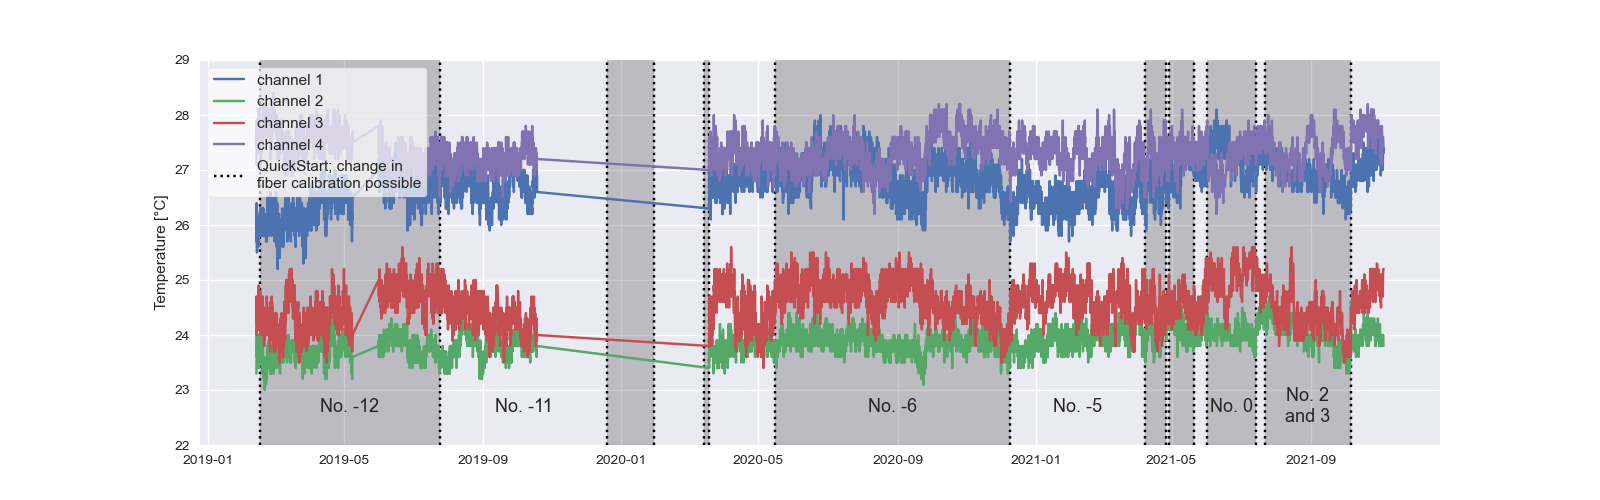 29
28
27
26
25
24
23
22
Temperature [°C]
channel 1
channel 2
channel 3
channel 4
QuickStart; change in
fiber calibration possible
No. -12
No. -11
No. -6
No. -5
No. 0
No. 2
and 3
2019-01
2019-05
2019-09
2020-01
2020-05
2020-09
2021-01
2021-05
2021-09